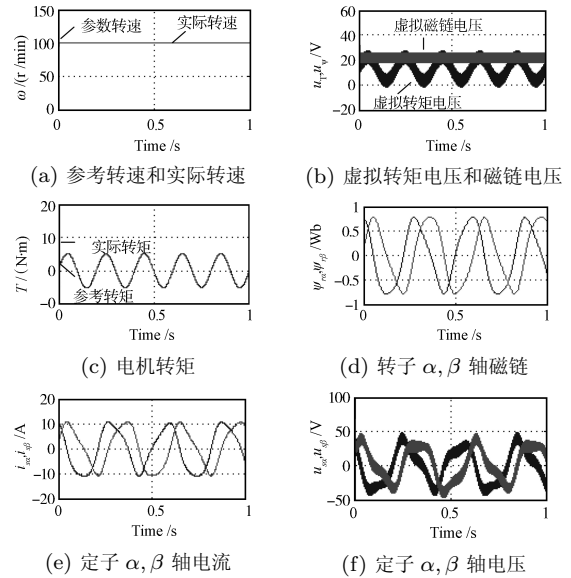 150
100
50
0
ω /(r /min)
参数转速
实际转速
0
0.5
1
Time /s
(a) 参考转速和实际转速
60
40
20
0
−20
u_T,u_ψ /V
虚拟磁链电压
虚拟转矩电压
0
0.5
1
Time /s
(b) 虚拟转矩电压和磁链电压
20
10
0
−0
T / (N·m)
实际转矩
参考转矩
0
0.5
1
Time /s
(c) 电机转矩
1
0.5
0
−0.5
−1
ψ_rα,ψ_rβ /Wb
0
0.5
1
Time /s
(d) 转子 α, β 轴磁链
20
10
0
−10
−20
i_sα,i_sβ /A
0
0.5
1
Time /s
(e) 定子 α, β 轴电流
100
50
0
−50
u_sα,u_sβ /V
0
0.5
1
Time /s
(f) 定子 α, β 轴电压